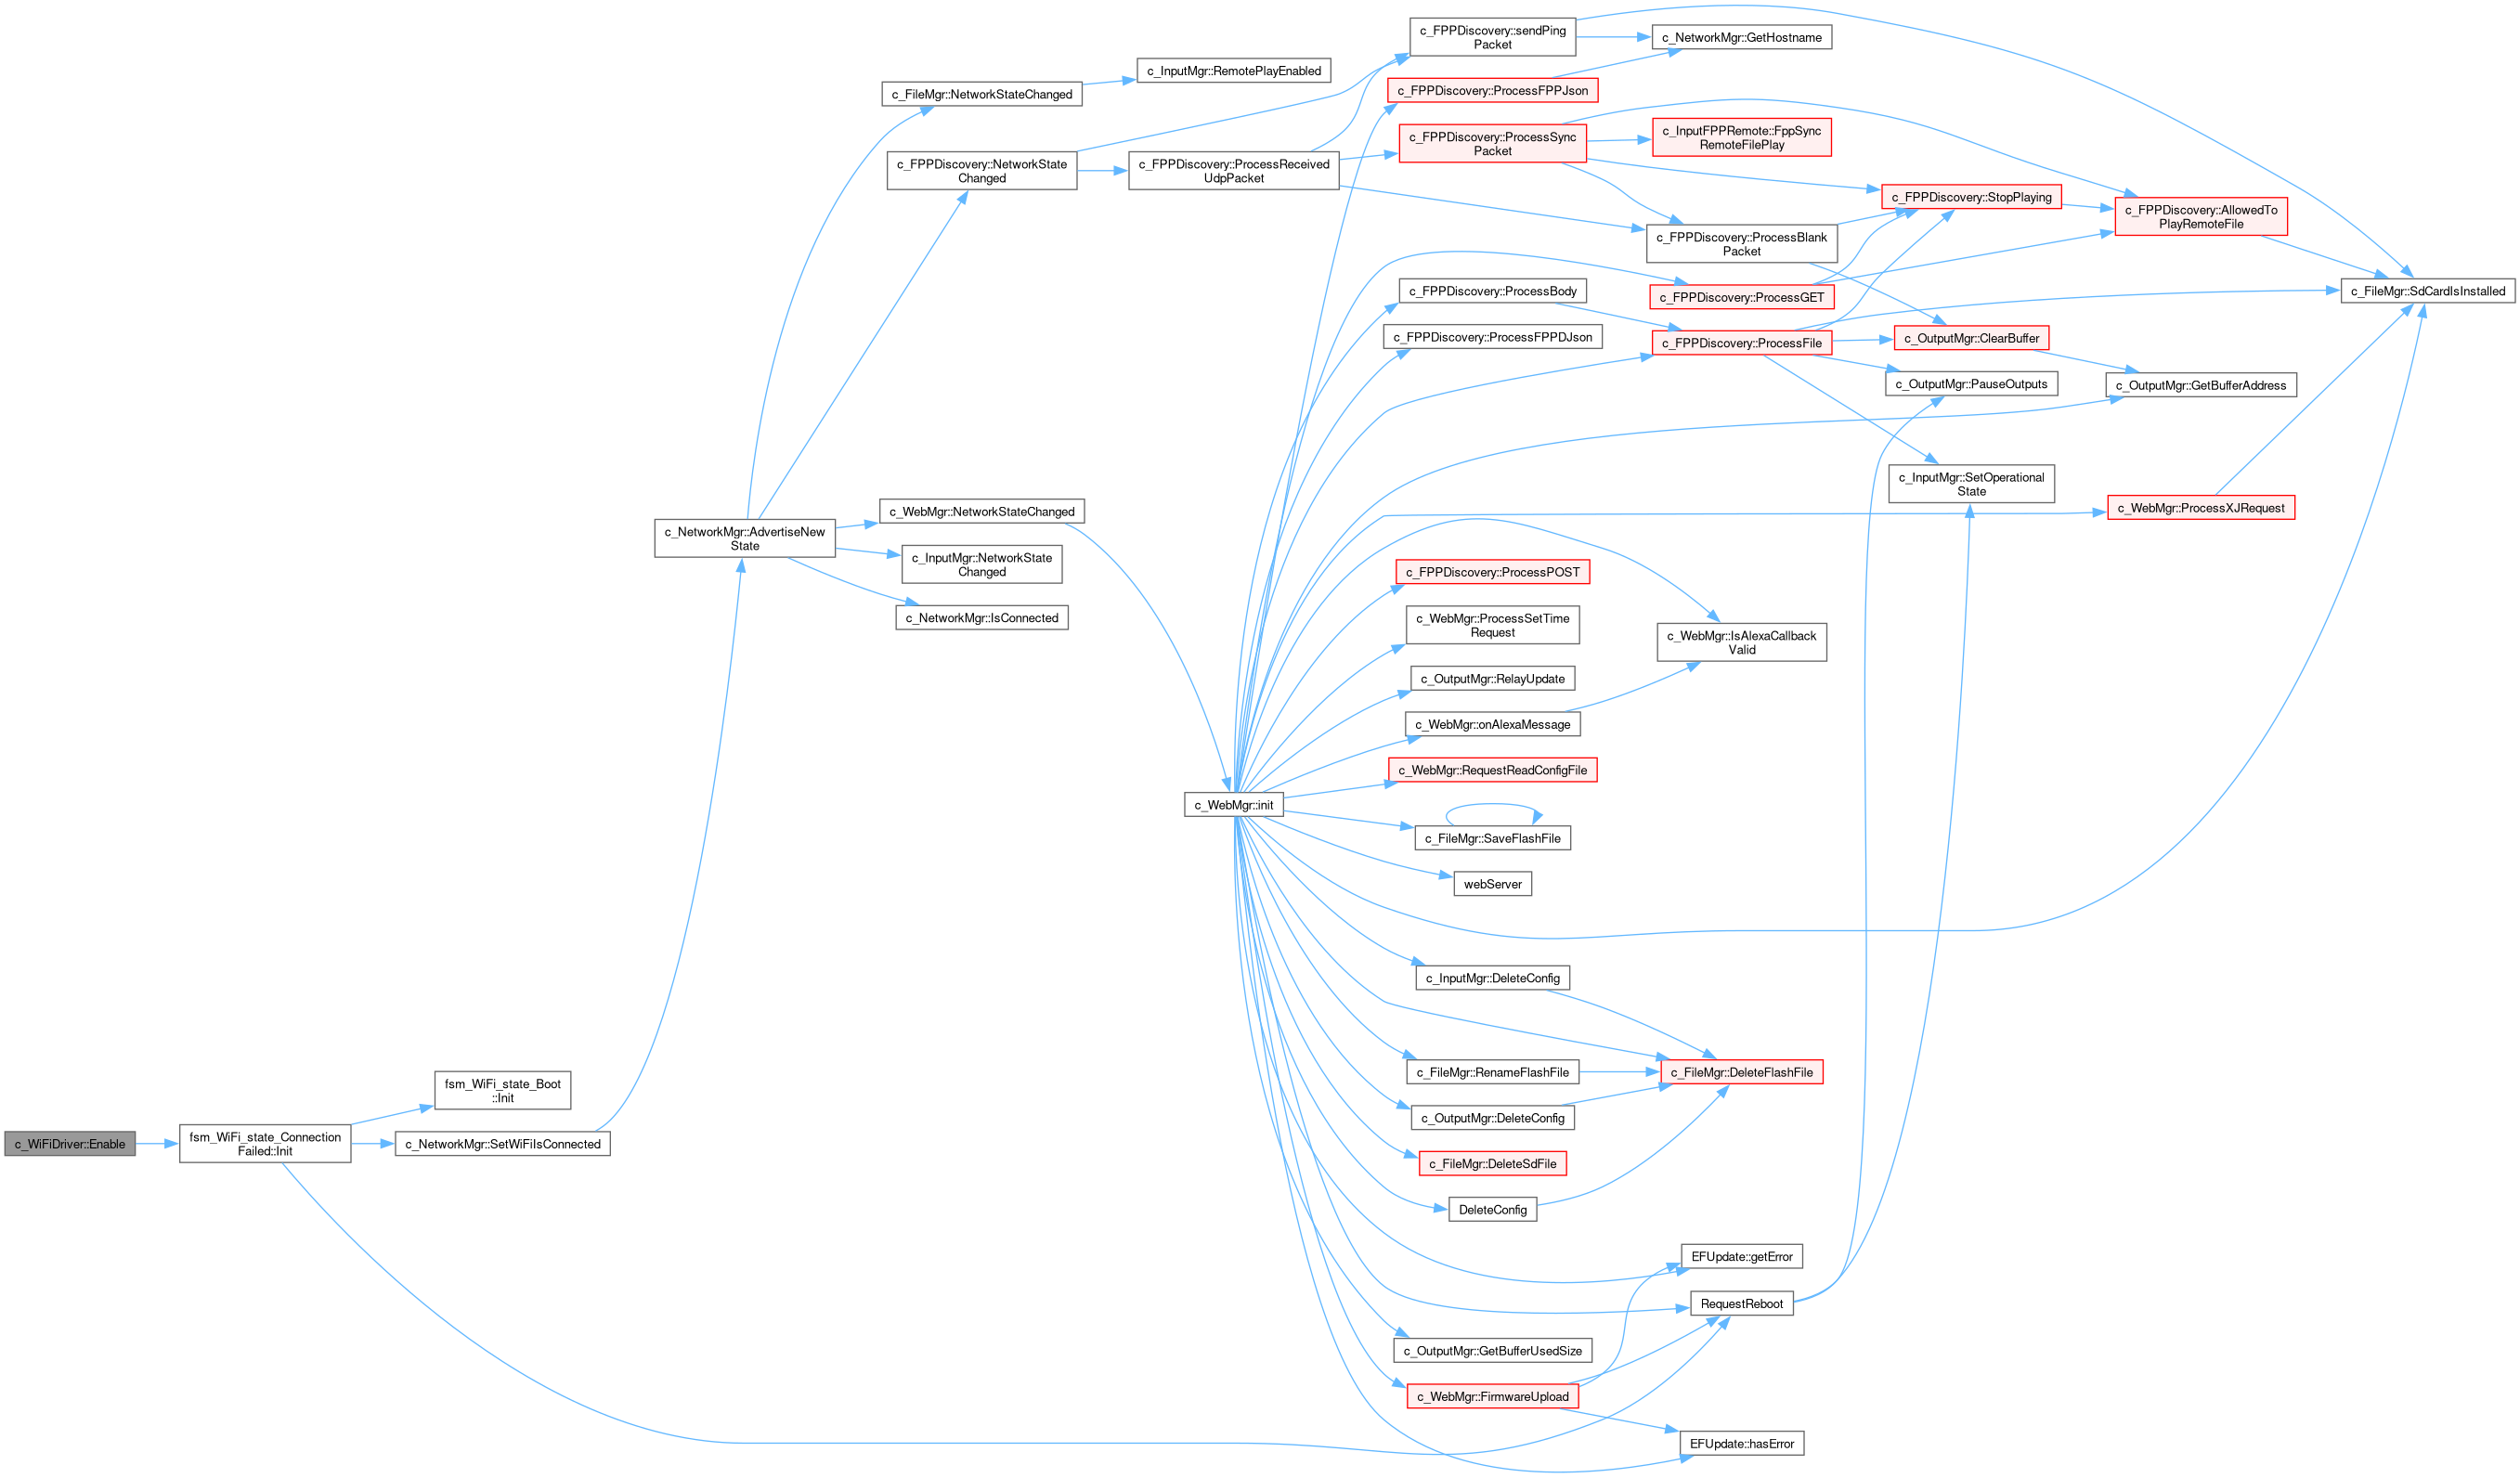 c_WiFiDriver::Enable
fsm_WiFi_state_Connection
Failed::Init
fsm_WiFi_state_Boot
::Init
c_NetworkMgr::SetWiFiIsConnected
c_NetworkMgr::AdvertiseNew
State
c_FileMgr::NetworkStateChanged
c_InputMgr::RemotePlayEnabled
c_FPPDiscovery::NetworkState
Changed
c_WebMgr::NetworkStateChanged
c_InputMgr::NetworkState
Changed
c_NetworkMgr::IsConnected
c_FPPDiscovery::ProcessReceived
UdpPacket
c_WebMgr::init
c_FPPDiscovery::sendPing
Packet
c_FPPDiscovery::ProcessFPPJson
c_FPPDiscovery::ProcessSync
Packet
c_FPPDiscovery::ProcessBody
c_FPPDiscovery::ProcessFPPDJson
c_FPPDiscovery::ProcessPOST
c_WebMgr::ProcessSetTime
Request
c_OutputMgr::RelayUpdate
c_WebMgr::onAlexaMessage
c_WebMgr::RequestReadConfigFile
c_FileMgr::SaveFlashFile
webServer
c_InputMgr::DeleteConfig
c_FileMgr::RenameFlashFile
c_OutputMgr::DeleteConfig
c_FileMgr::DeleteSdFile
DeleteConfig
c_OutputMgr::GetBufferUsedSize
c_WebMgr::FirmwareUpload
c_NetworkMgr::GetHostname
c_InputFPPRemote::FppSync
RemoteFilePlay
c_FPPDiscovery::ProcessBlank
Packet
c_FPPDiscovery::ProcessGET
c_FPPDiscovery::ProcessFile
c_WebMgr::IsAlexaCallback
Valid
c_FileMgr::DeleteFlashFile
EFUpdate::getError
RequestReboot
EFUpdate::hasError
c_FPPDiscovery::StopPlaying
c_OutputMgr::ClearBuffer
c_OutputMgr::PauseOutputs
c_InputMgr::SetOperational
State
c_FPPDiscovery::AllowedTo
PlayRemoteFile
c_OutputMgr::GetBufferAddress
c_WebMgr::ProcessXJRequest
c_FileMgr::SdCardIsInstalled